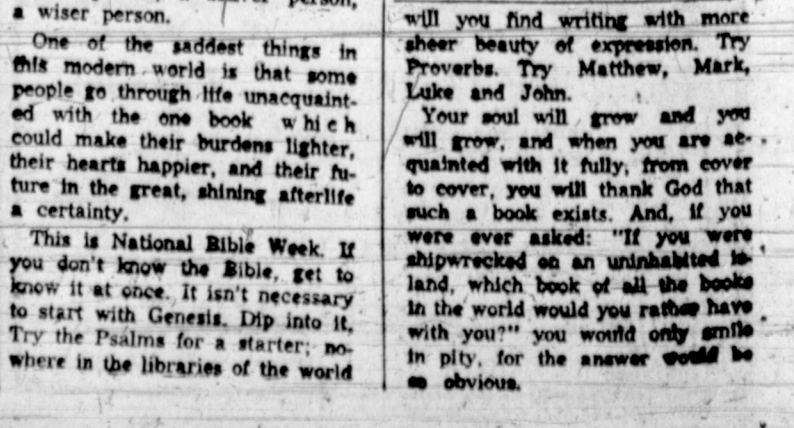 a wiser person.
One of the saddest things in
this modern world is that some
people go through life unacquaint-
ed with the one book which
could make their burdens lighter,
their hearts happier, and their fu-
ture in the great, shining afterlife
a certainty.
This is National Bible Week. If
you don't know the Bible, get to
know it at once. It isn't necessary
to start with Genesis. Dip into it.
Try the Psalms for a starter; no-
where in the libraries of the world
will you find writing with more
sheer beauty of expression. Try
Proverbs. Try Matthew, Mark,
Luke and John.
Your soul will grow and you
will grow, and when you are ac-
quainted with it fully, from cover
to cover, you will thank God that
such a book exists. And, if you
were ever asked: "If you were
shipwrecked on an uninhabited is-
land, which book of all the books
in the world would you rather have
with you?" you would only smile
in pity, for the answer would be
so obvious.